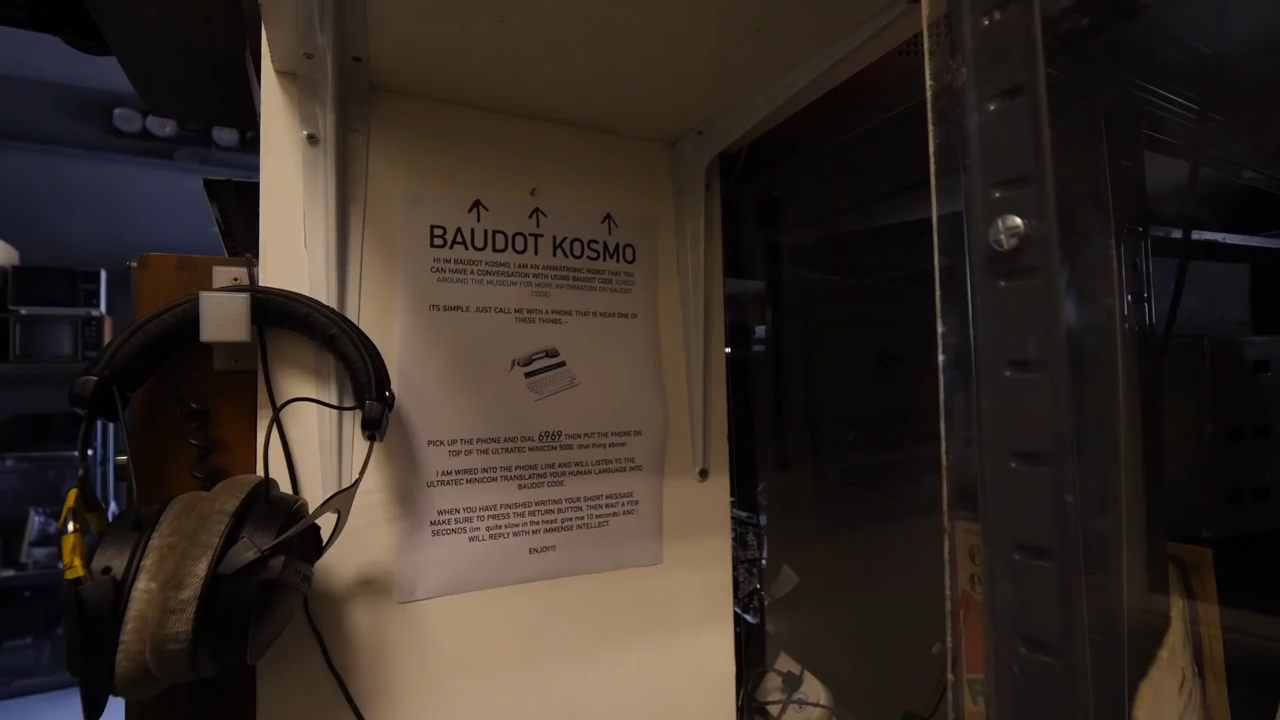 BAUDOT KOSMO
HI IM BAUDOT KOSMO, I AM AN ANIMATRONIC ROBOT THAT YOU
CAN HAVE A CONVERSATION WITH USING BAUDOT CODE (CHECK
AROUND THE MUSEUM FOR MORE INFORMATION ON BAUDOT
CODE)
ITS SIMPLE. JUST CALL ME WITH A PHONE THAT IS NEAR ONE OF
THESE THINGS --
PICK UP THE PHONE AND DIAL 6969 THEN PUT THE PHONE ON
TOP OF THE ULTRATEC MINICOM 5000. (that thing above)
I AM WIRED INTO THE PHONE LINE AND WILL LISTEN TO THE
ULTRATEC MINICOM TRANSLATING YOUR HUMAN LANGUAGE INTO
BAUDOT CODE.
WHEN YOU HAVE FINISHED WRITING YOUR SHORT MESSAGE
MAKE SURE TO PRESS THE RETURN BUTTON, THEN WAIT A FEW
SECONDS (im quite slow in the head, give me 10 seconds) AND I
WILL REPLY WITH MY IMMENSE INTELLECT.
ENJOY!!!